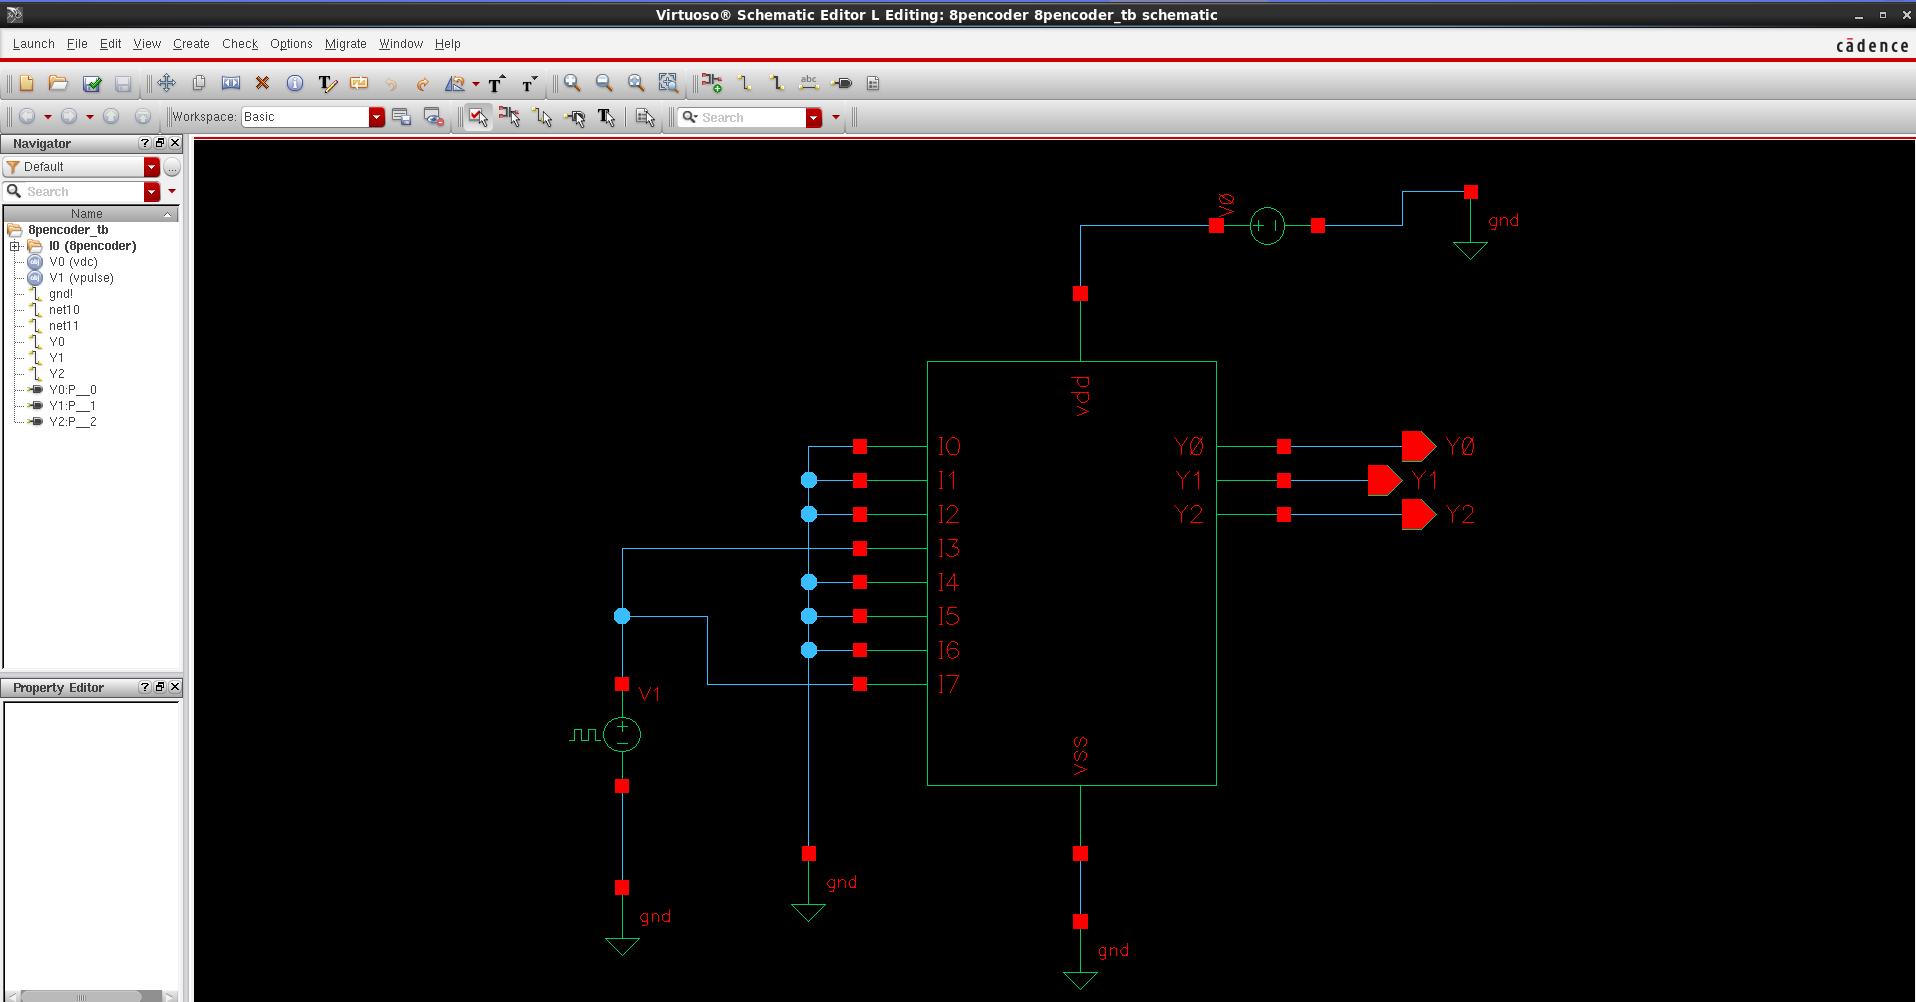 Virtuoso® Schematic Editor L Editing: 8pencoder 8pencoder_tb schematic
Launch File Edit View Create Check Options Migrate Window Help
cādence
abc
Workspace: Basic
Search
Navigator
Default
Search
Name
8pencoder_tb
I0 (8pencoder)
V0 (vdc)
V1 (vpulse)
gnd!
net10
net11
Y0
Y1
Y2
Y0:P__0
Y1:P__1
Y2:P__2
Property Editor
V0
gnd
vdd
I0 Y0 Y0
I1 Y1 Y1
I2 Y2 Y2
I3
I4
I5
I6
I7
V1
vss
gnd
gnd
gnd